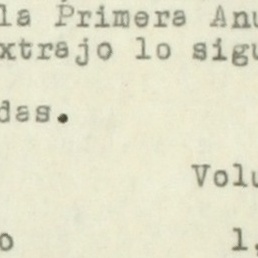 la Primera Anu
xtrajo lo sigu
das.
Volu
o 1,